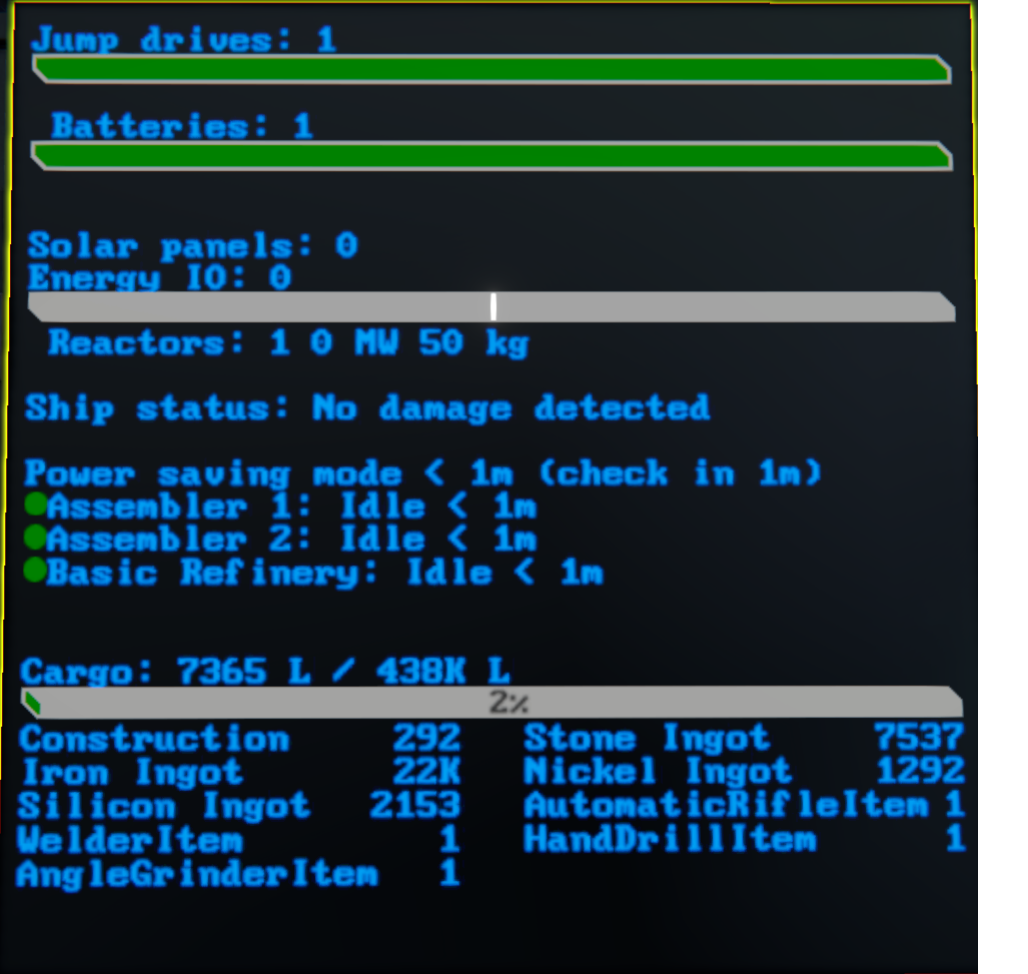 Jump drives: 1
Batteries: 1
Solar panels: 0
Energy IO: 0
Reactors: 1 0 MW 50 kg
Ship status: No damage detected
Power saving mode < 1m (check in 1m)
Assembler 1: Idle < 1m
Assembler 2: Idle < 1m
Basic Refinery: Idle < 1m
Cargo: 7365 L / 438K L
2%
Construction 292 Stone Ingot 7537
Iron Ingot 22K Nickel Ingot 1292
Silicon Ingot 2153 AutomaticRifleItem 1
WelderItem 1 HandDrillItem 1
AngleGrinderItem 1